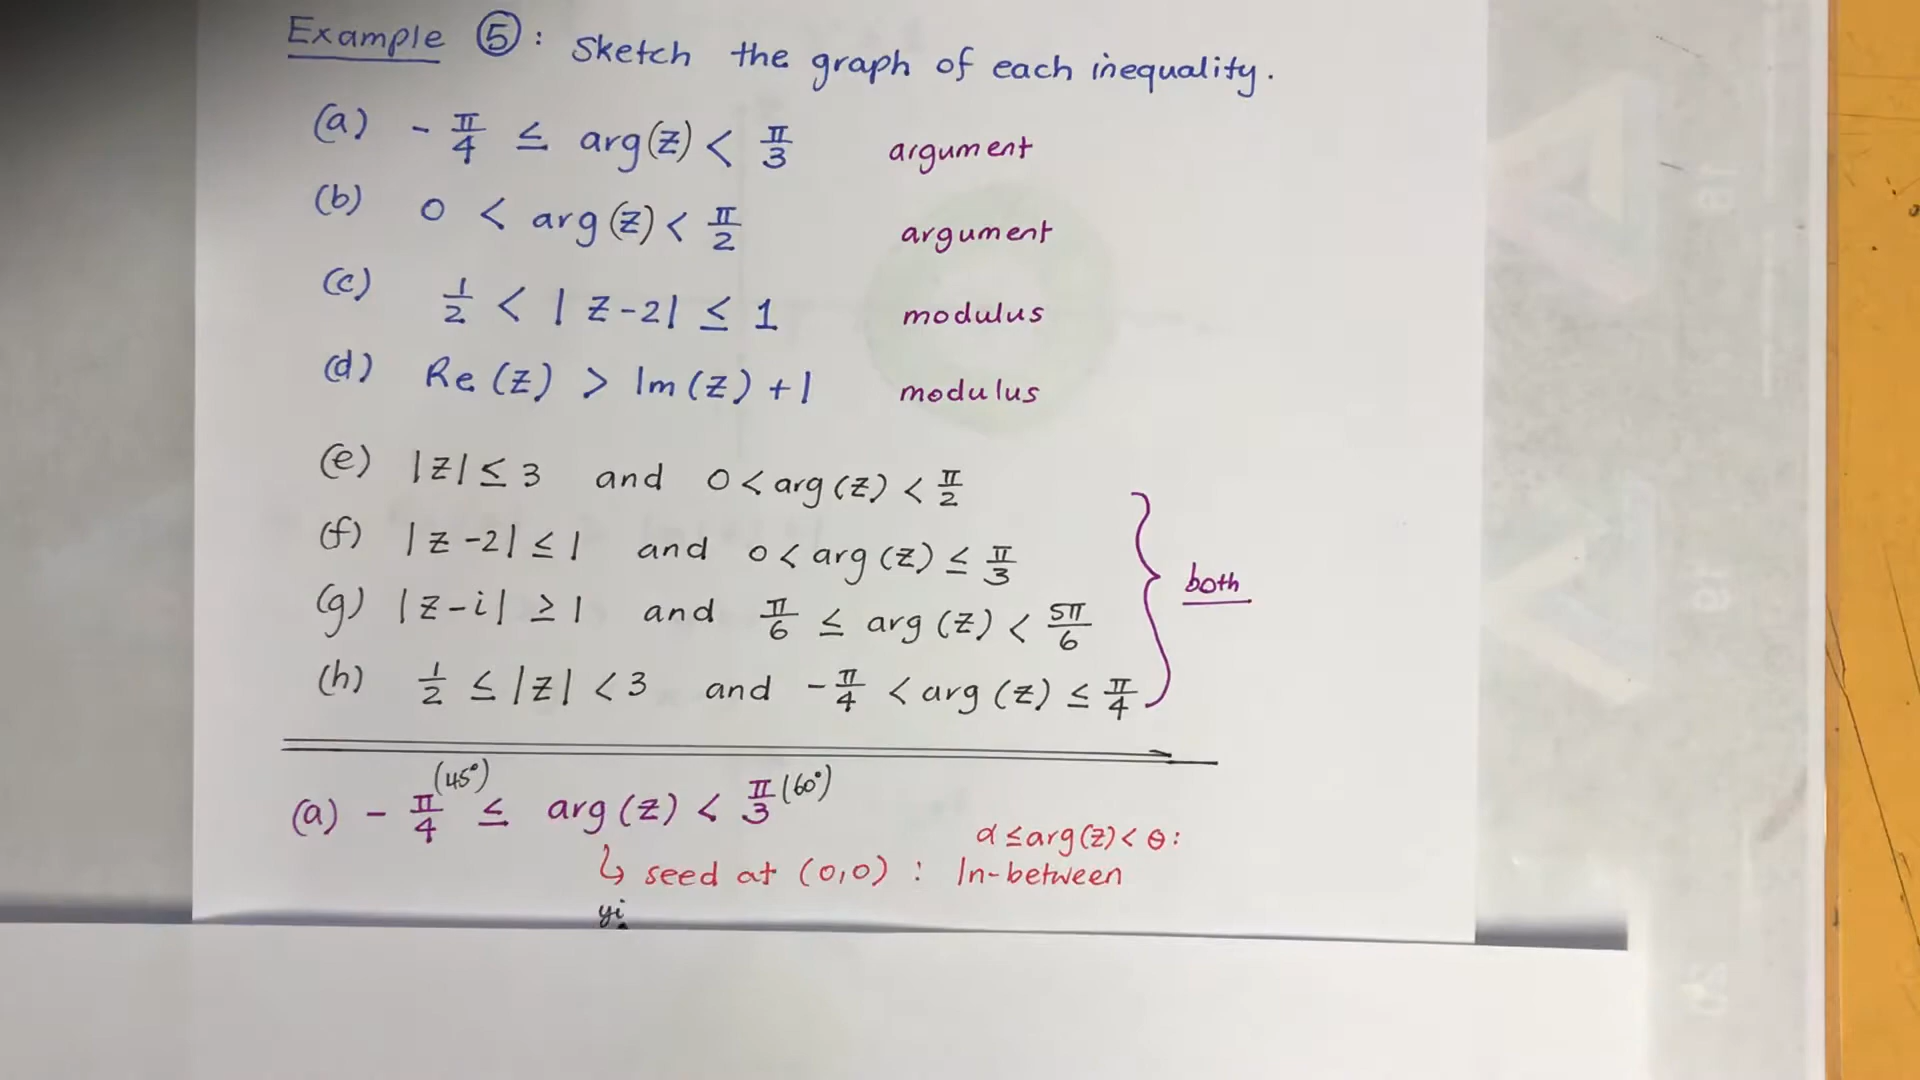 Example ⑤: Sketch the graph of each inequality.
(a) - π/4 ≤ arg(z) < π/3 argument
(b) 0 < arg(z) < π/2 argument
(c) 1/2 < |z-2| ≤ 1 modulus
(d) Re(z) > Im(z) + 1 modulus
(e) |z| ≤ 3 and 0 < arg(z) < π/2
(f) |z-2| ≤ 1 and 0 < arg(z) ≤ π/3
both
(g) |z-i| ≥ 1 and π/6 ≤ arg(z) < 5π/6
(h) 1/2 ≤ |z| < 3 and -π/4 < arg(z) ≤ π/4
(a) - π/4 (45°) ≤ arg(z) < π/3 (60°)
α ≤ arg(z) < θ:
↳ seed at (0,0) : In-between
yi